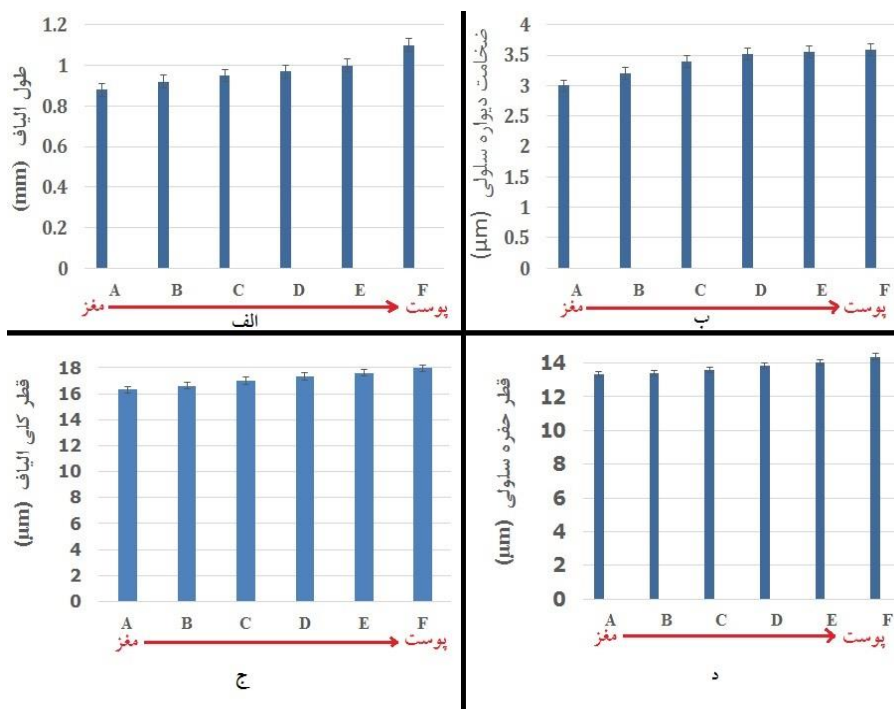 طول الیاف (mm)
1.2
1
0.8
0.6
0.4
0.2
0
A B C D E F
مغز پوست
الف
ضخامت دیواره سلولی (µm)
4
3.5
3
2.5
2
1.5
1
0.5
0
A B C D E F
مغز پوست
ب
قطر کلی الیاف (µm)
18
16
14
12
10
8
6
4
2
0
A B C D E F
مغز پوست
ج
قطر حفره سلولی (µm)
14
12
10
8
6
4
2
0
A B C D E F
مغز پوست
د